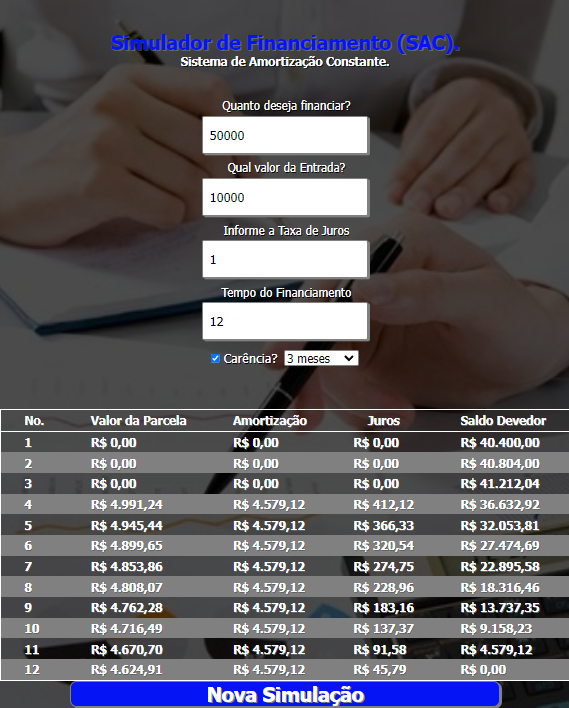 Simulador de Financiamento (SAC).
Sistema de Amortização Constante.
Quanto deseja financiar?
50000
Qual valor da Entrada?
10000
Informe a Taxa de Juros
1
Tempo do Financiamento
12
Carência? 3 meses
No. Valor da Parcela Amortização Juros Saldo Devedor
1 R$ 0,00 R$ 0,00 R$ 0,00 R$ 40.400,00
2 R$ 0,00 R$ 0,00 R$ 0,00 R$ 40.804,00
3 R$ 0,00 R$ 0,00 R$ 0,00 R$ 41.212,04
4 R$ 4.991,24 R$ 4.579,12 R$ 412,12 R$ 36.632,92
5 R$ 4.945,44 R$ 4.579,12 R$ 366,33 R$ 32.053,81
6 R$ 4.899,65 R$ 4.579,12 R$ 320,54 R$ 27.474,69
7 R$ 4.853,86 R$ 4.579,12 R$ 274,75 R$ 22.895,58
8 R$ 4.808,07 R$ 4.579,12 R$ 228,96 R$ 18.316,46
9 R$ 4.762,28 R$ 4.579,12 R$ 183,16 R$ 13.737,35
10 R$ 4.716,49 R$ 4.579,12 R$ 137,37 R$ 9.158,23
11 R$ 4.670,70 R$ 4.579,12 R$ 91,58 R$ 4.579,12
12 R$ 4.624,91 R$ 4.579,12 R$ 45,79 R$ 0,00
Nova Simulação